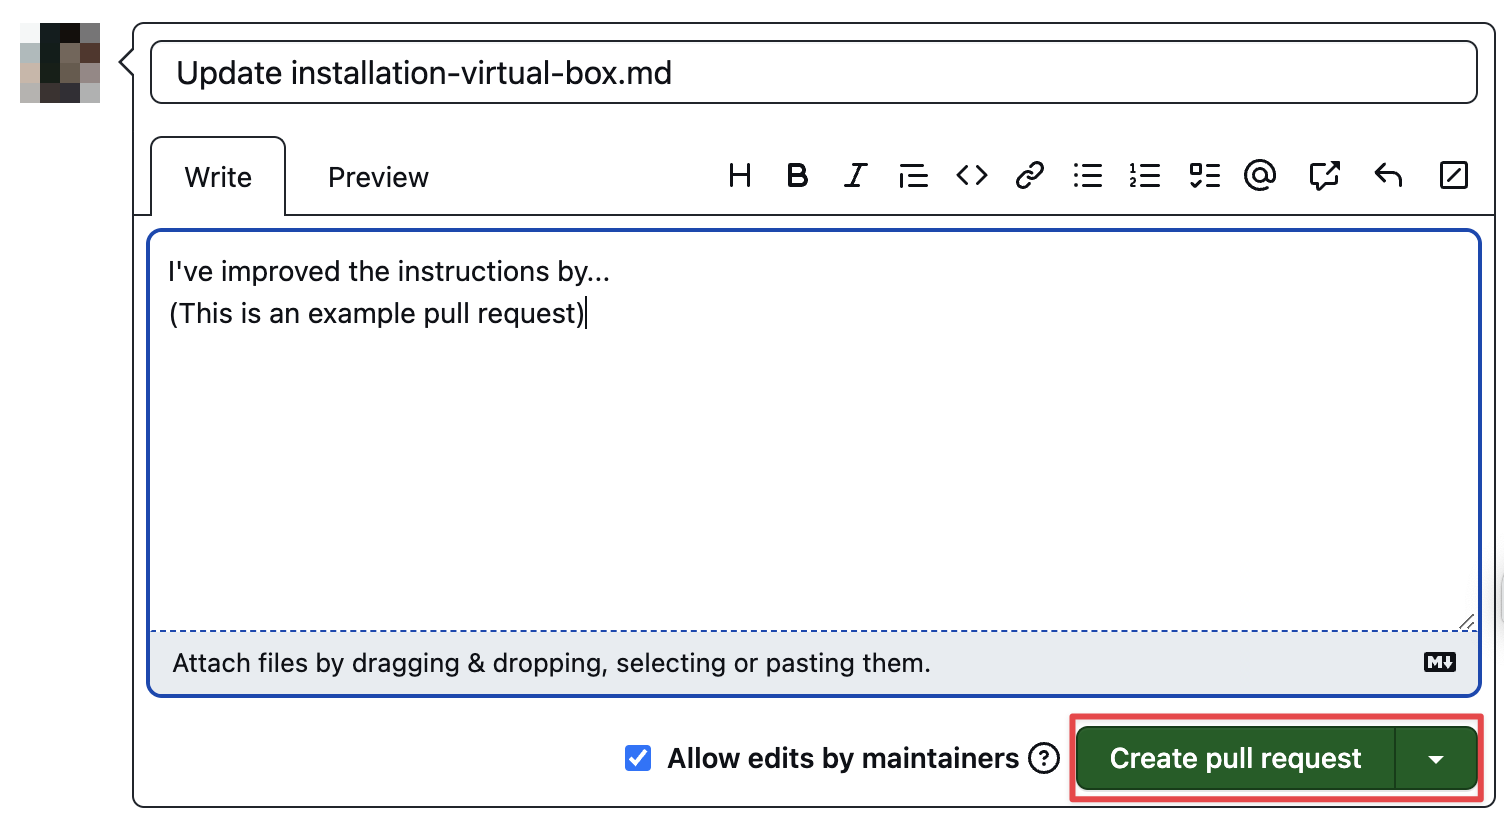 Update installation-virtual-box.md
Write Preview
I've improved the instructions by...
(This is an example pull request)
Attach files by dragging & dropping, selecting or pasting them.
Allow edits by maintainers
Create pull request